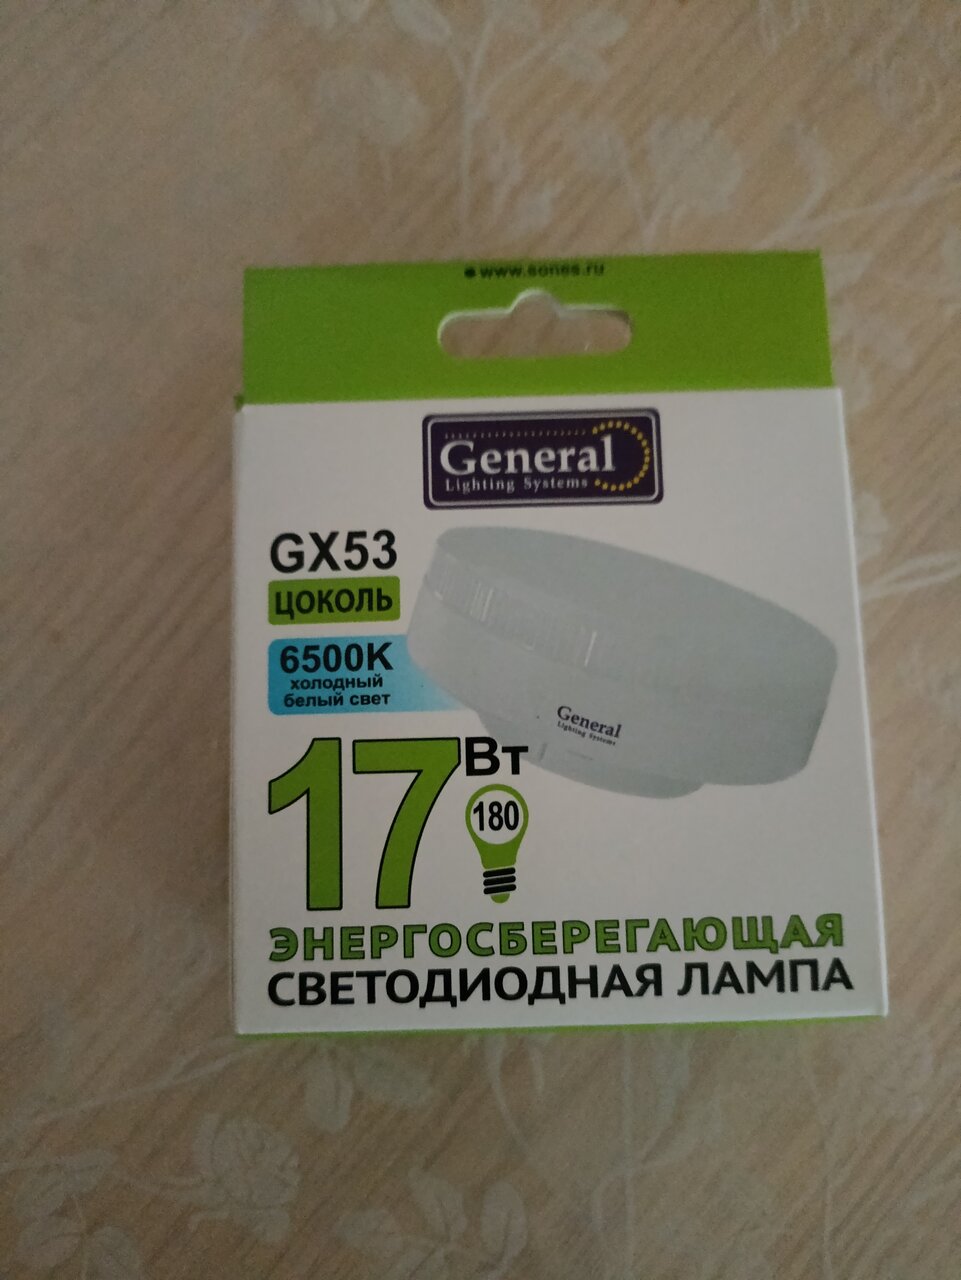 www.sones.ru
General
Lighting Systems
GX53
ЦОКОЛЬ
6500K
холодный
белый свет
General
Lighting Systems
17 Вт
180
ЭНЕРГОСБЕРЕГАЮЩАЯ
СВЕТОДИОДНАЯ ЛАМПА